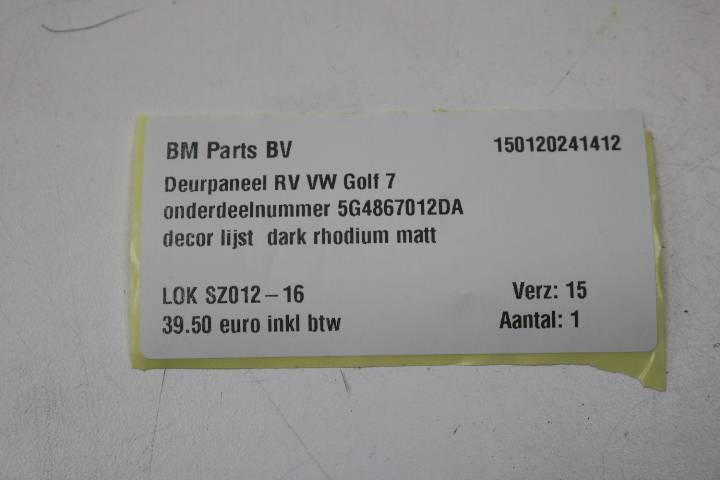 BM Parts BV 150120241412
Deurpaneel RV VW Golf 7
onderdeelnummer 5G4867012DA
decor lijst dark rhodium matt
LOK SZ012-16 Verz: 15
39.50 euro inkl btw Aantal: 1